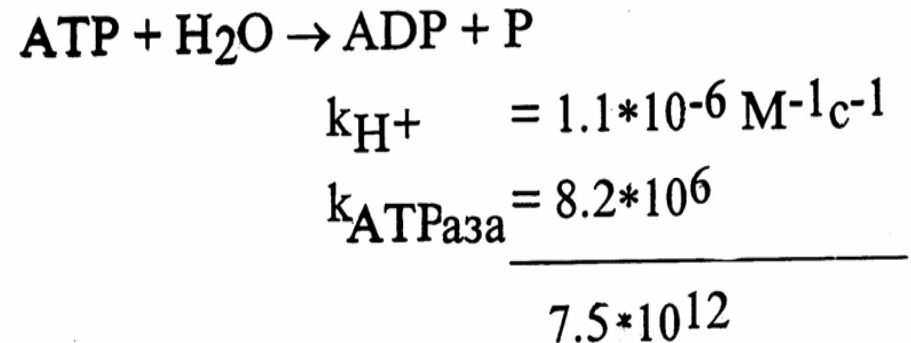 ATP + H2O → ADP + P
kH+ = 1.1*10-6 M-1c-1
kATPаза = 8.2*106
7.5*1012